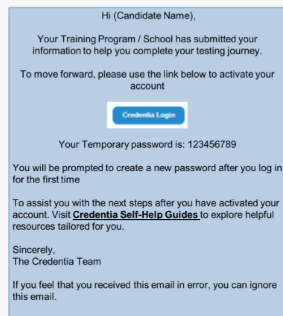 Hi (Candidate Name),
Your Training Program / School has submitted your
information to help you complete your testing journey.
To move forward, please use the link below to activate your
account
Credentia Login
Your Temporary password is: 123456789
You will be prompted to create a new password after you log in
for the first time
To assist you with the next steps after you have activated your
account. Visit Credentia Self-Help Guides to explore helpful
resources tailored for you.
Sincerely,
The Credentia Team
If you feel that you received this email in error, you can ignore
this email.